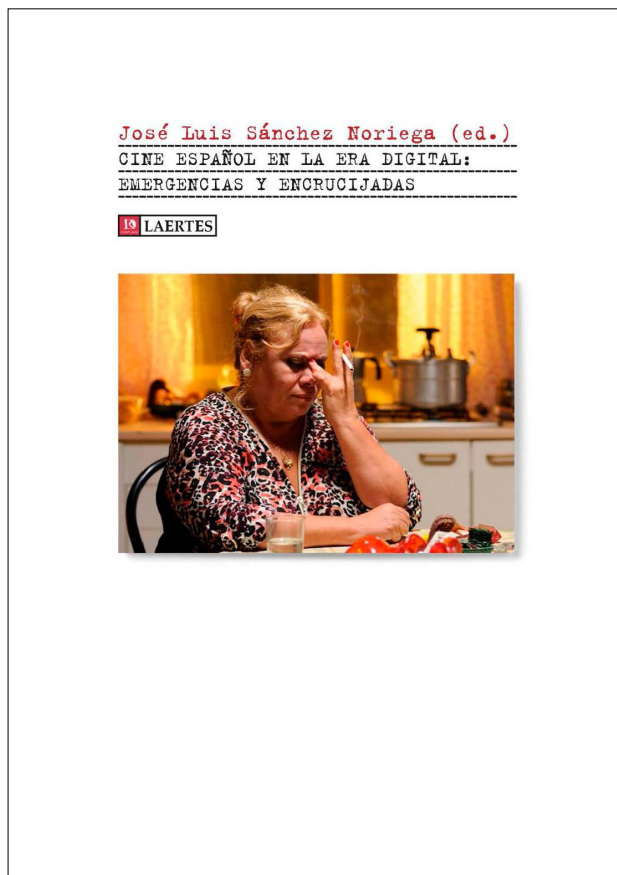 José Luis Sánchez Noriega (ed.)
CINE ESPAÑOL EN LA ERA DIGITAL:
EMERGENCIAS Y ENCRUCIJADAS
LAERTES